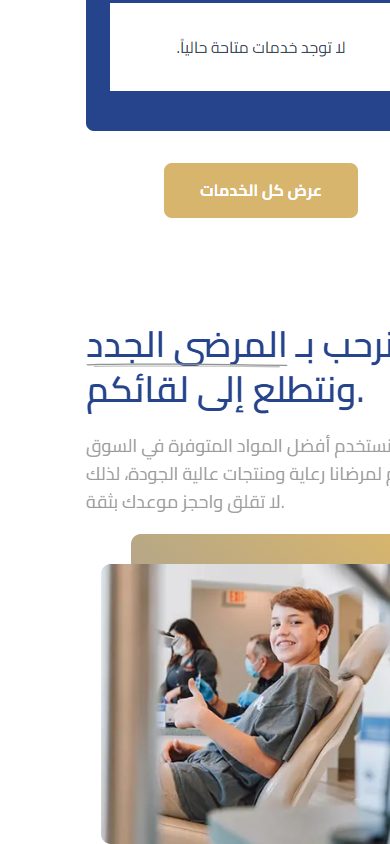 لا توجد خدمات متاحة حالياً.
عرض كل الخدمات
نرحب بـ المرضى الجدد
ونتطلع إلى لقائكم.
نستخدم أفضل المواد المتوفرة في السوق
لمرضانا رعاية ومنتجات عالية الجودة، لذلك
لا تقلق واحجز موعدك بثقة.
EXIT